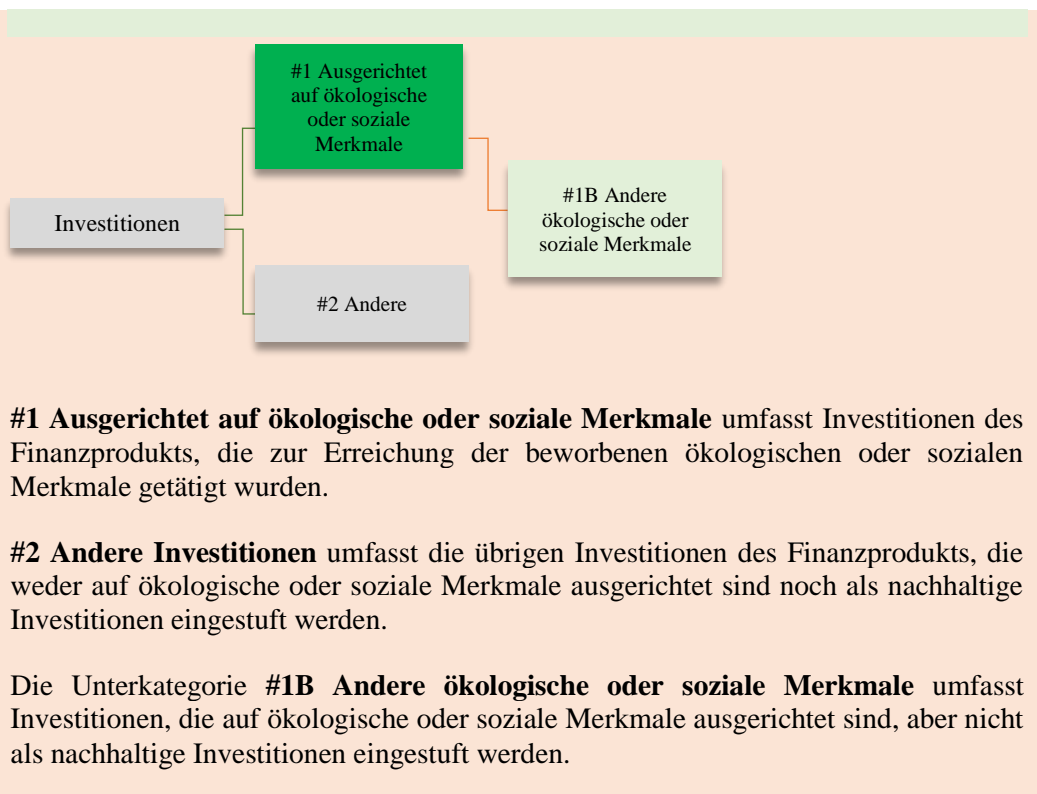 #1 Ausgerichtet
auf ökologische
oder soziale
Merkmale
#1B Andere
ökologische oder
soziale Merkmale
Investitionen
#2 Andere
#1 Ausgerichtet auf ökologische oder soziale Merkmale umfasst Investitionen des
Finanzprodukts, die zur Erreichung der beworbenen ökologischen oder sozialen
Merkmale getätigt wurden.
#2 Andere Investitionen umfasst die übrigen Investitionen des Finanzprodukts, die
weder auf ökologische oder soziale Merkmale ausgerichtet sind noch als nachhaltige
Investitionen eingestuft werden.
Die Unterkategorie #1B Andere ökologische oder soziale Merkmale umfasst
Investitionen, die auf ökologische oder soziale Merkmale ausgerichtet sind, aber nicht
als nachhaltige Investitionen eingestuft werden.